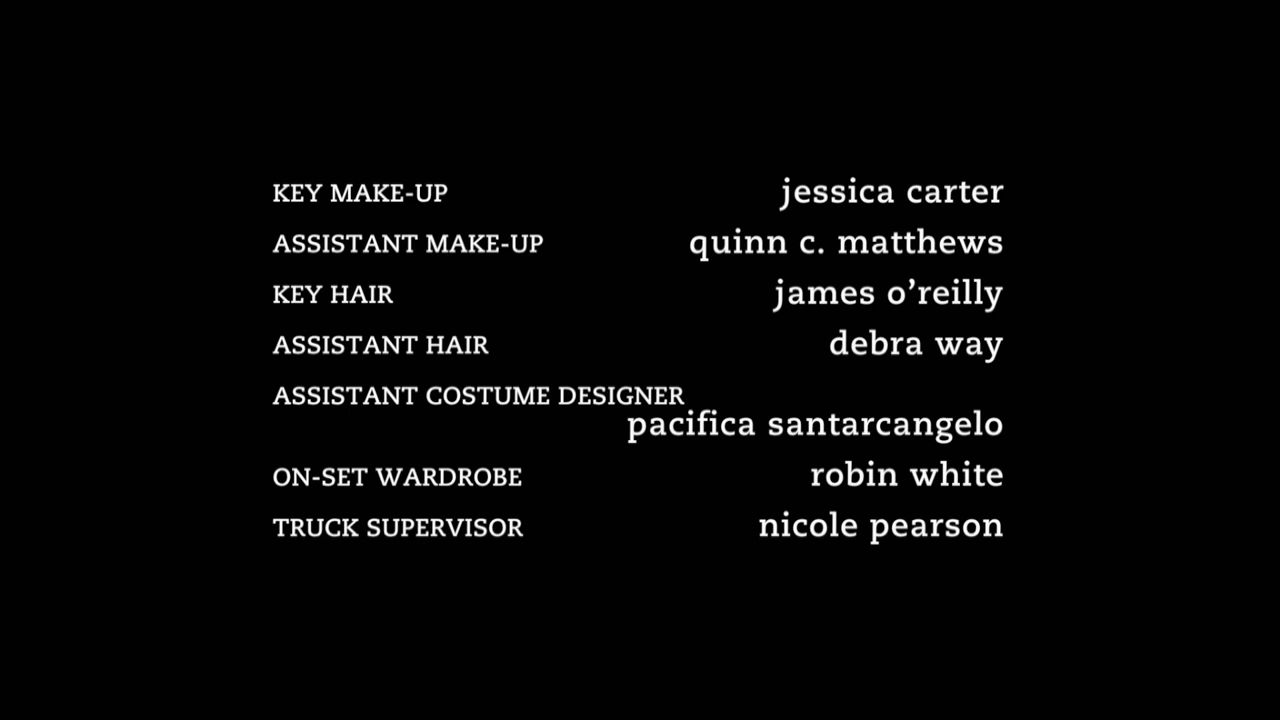 KEY MAKE-UP jessica carter
ASSISTANT MAKE-UP quinn c. matthews
KEY HAIR james o’reilly
ASSISTANT HAIR debra way
ASSISTANT COSTUME DESIGNER
pacifica santarcangelo
ON-SET WARDROBE robin white
TRUCK SUPERVISOR nicole pearson